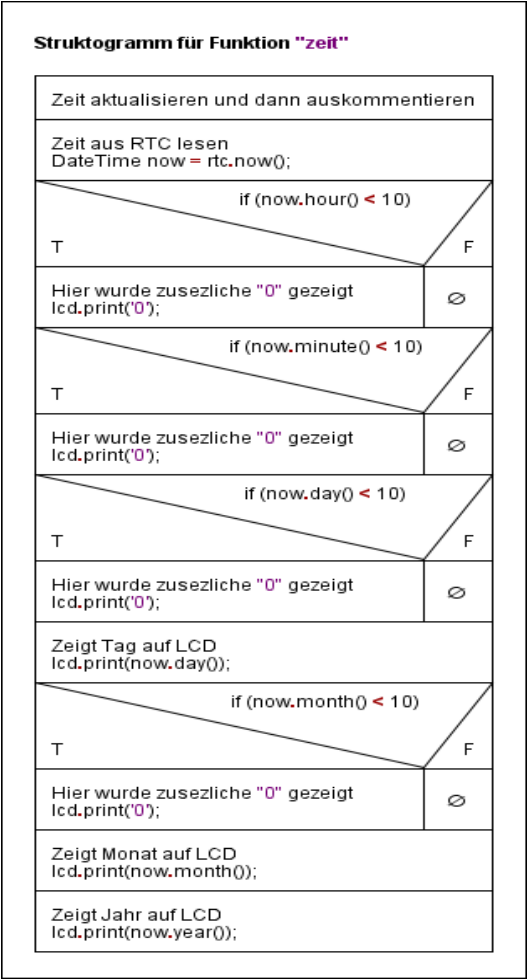 Struktogramm für Funktion "zeit"
Zeit aktualisieren und dann auskommentieren
Zeit aus RTC lesen
DateTime now = rtc.now();
if (now.hour() < 10)
T F
Hier wurde zusezliche "0" gezeigt
lcd.print('0');
∅
if (now.minute() < 10)
T F
Hier wurde zusezliche "0" gezeigt
lcd.print('0');
∅
if (now.day() < 10)
T F
Hier wurde zusezliche "0" gezeigt
lcd.print('0');
∅
Zeigt Tag auf LCD
lcd.print(now.day());
if (now.month() < 10)
T F
Hier wurde zusezliche "0" gezeigt
lcd.print('0');
∅
Zeigt Monat auf LCD
lcd.print(now.month());
Zeigt Jahr auf LCD
lcd.print(now.year());